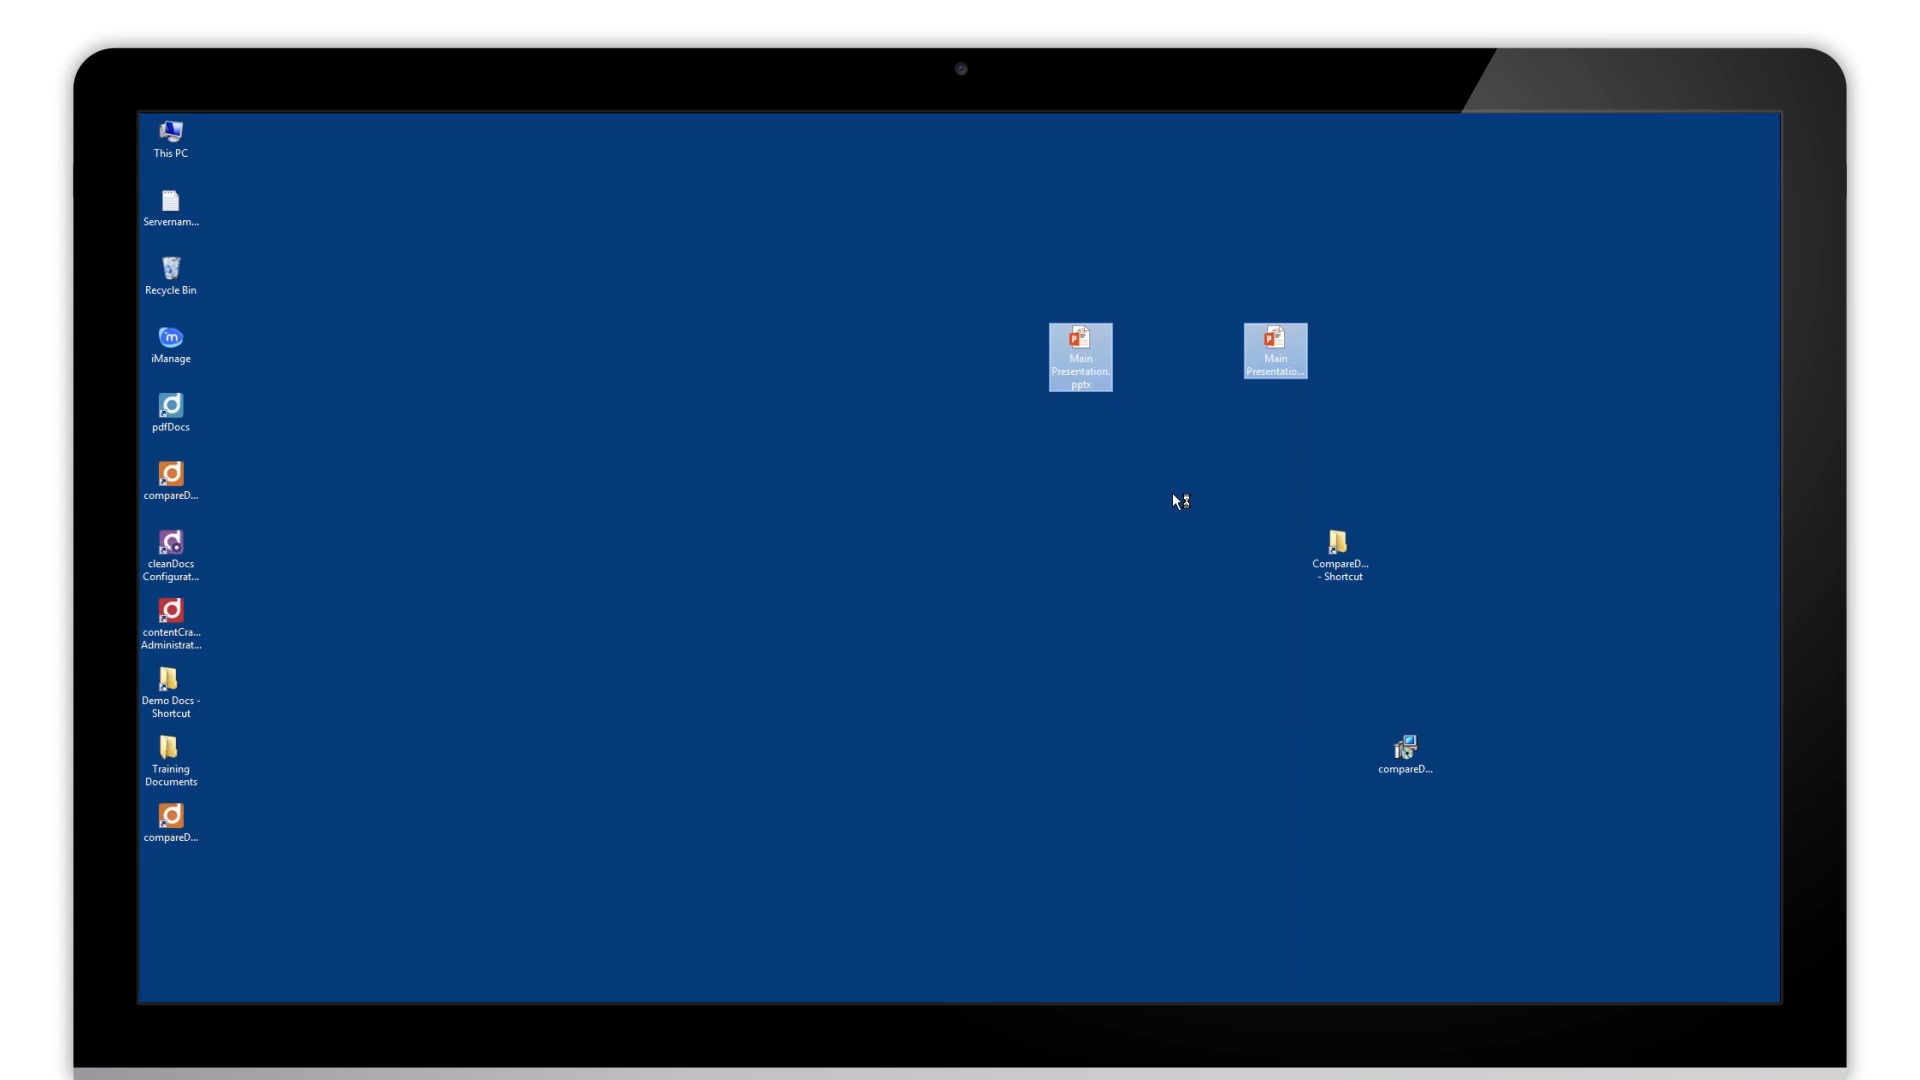 This PC
Servernam...
Recycle Bin
iManage
pdfDocs
compareD...
cleanDocs
Configurat...
contentCra...
Administrat...
Demo Docs -
Shortcut
Training
Documents
compareD...
Main
Presentation.
pptx
Main
Presentatio...
CompareD...
- Shortcut
compareD...